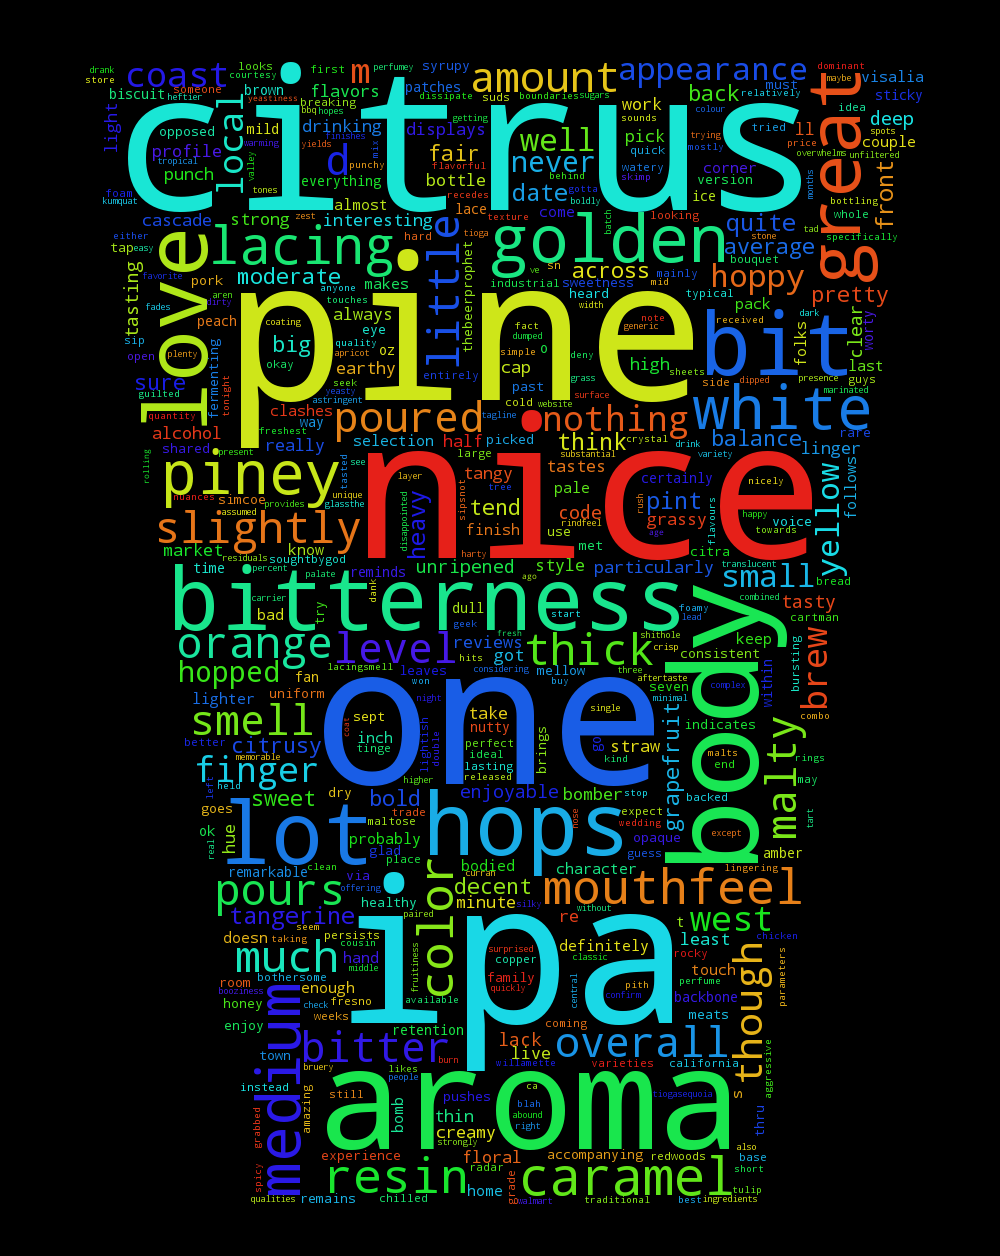 drank
looks
first
m
syrupy
amount
appearance
dominant
store
coast
courtesy
perfumey
maybe
visalia
someone
brown
flavors
patches
back
must
biscuit
heftier
yeastiness
breaking
bbq
hopes
dissipate
suds
boundaries
sugars
work
colour
relatively
great
idea
sticky
light
opposed
local
mild
drinking
displays
getting
well
sounds
pick
trying
tried
ll
spots
deep
couple
citrus
profile
warming
finishes
d
mix
fair
flavorful
never
quick
mostly
price
overwhelms
unfiltered
tropical
punch
valley
yields
punchy
everything
bottle
behind
watery
skimp
corner
version
months
front
foam
kumquat
tones
almost
recedes
date
gotta
boldly
ice
bottling
cascade
strong
zest
interesting
lace
texture
come
batch
looking
quite
tad
whole
either
hard
little
tioga
golden
stone
average
specifically
tap
easy
love
lacing
makes
thebeerprophet
ve
sn
across
mainly
bouquet
favorite
pork
moderate
anyone
touches
industrial
sweetness
heard
mid
typical
hoppy
pretty
tasting
fades
dirty
aren
pine
always
width
pack
dark
clear
worty
sip
peach
coating
eye
fact
dumped
o
note
generic
received
bit
folks
open
plenty
big
quality
apricot
oz
simple
deny
high
side
presence
last
sure
fermenting
okay
earthy
entirely
cap
grass
sheets
dipped
marinated
guys
guilted
tonight
seek
yeasty
astringent
past
cold
website
surface
white
quantity
clashes
way
poured
tagline
nothing
alcohol
freshest
really
selection
half
picked
think
crystal
drink
balance
linger
rare
shared
present
see
large
substantial
variety
rolling
piney
tasted
layer
tangy
tastes
certainly
nicely
follows
nuances
simcoe
unique
provides
glassthe
nice
tree
pale
pint
voice
yellow
assumed
disappointed
heavy
sipsnot
tend
code
rush
grassy
flavours
happy
slightly
finish
rindfeel
use
age
towards
market
know
harty
met
citra
residuals
soughtbygod
unripened
style
particularly
translucent
time
percent
palate
reminds
dank
ago
small
bread
carrier
bitterness
combined
bad
try
dull
start
foamy
lead
tasty
cartman
geek
fresh
shithole
crisp
keep
orange
level
reviews
got
thick
consistent
body
brew
hopped
fan
lacingsmell
leaves
hits
considering
mellow
aftertaste
three
within
bursting
lighter
uniform
won
night
buy
seven
minimal
complex
smell
sept
coat
one
take
single
indicates
combo
better
citrusy
inch
lightish
double
nutty
go
straw
grapefruit
malts
malty
memorable
tinge
perfect
ideal
brings
kind
end
rings
finger
held
left
higher
lasting
released
may
sweet
dry
bold
enjoyable
bomber
stop
backed
goes
hue
trade
expect
tart
ok
lot
maltose
hops
nose
wedding
except
real
probably
opaque
remarkable
clean
glad
place
guess
amber
via
curran
bodied
character
lingering
pours
offering
healthy
color
decent
minute
silky
mouthfeel
tangerine
paired
re
without
t
west
doesn
seem
taking
persists
cousin
surprised
definitely
least
chicken
much
hand
fruitiness
classic
copper
rocky
bothersome
middle
family
pith
touch
perfume
though
parameters
room
booziness
enough
fresno
available
quickly
central
confirm
backbone
honey
check
weeks
ipa
meats
enjoy
medium
retention
coming
town
bitter
lack
live
overall
bruery
burn
willamette
varieties
california
instead
likes
people
ca
s
aggressive
amazing
still
bomb
pushes
blah
tiogasequoia
grabbed
thin
abound
right
thru
creamy
strongly
aroma
also
experience
floral
accompanying
redwoods
base
spicy
radar
short
resin
home
grade
caramel
tulip
qualities
remains
chilled
walmart
traditional
best
ingredients